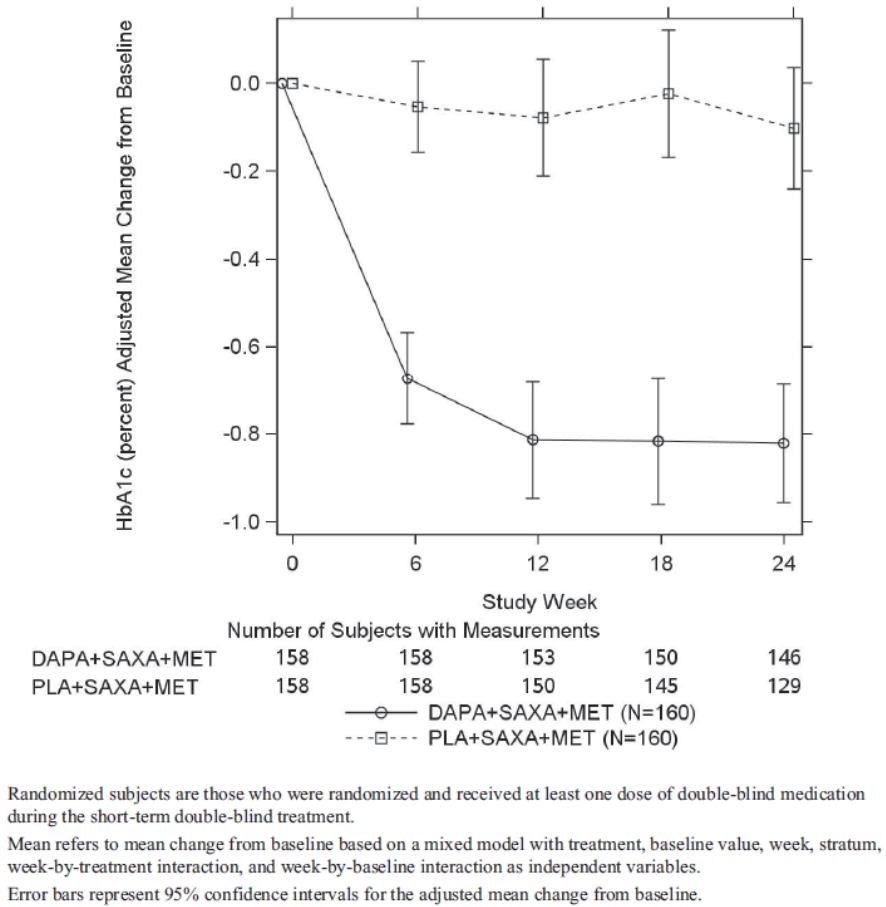 HbA1c (percent) Adjusted Mean Change from Baseline
0.0
-0.2
-0.4
-0.6
-0.8
-1.0
0 6 12 18 24
Study Week
Number of Subjects with Measurements
DAPA+SAXA+MET 158 158 153 150 146
PLA+SAXA+MET 158 158 150 145 129
DAPA+SAXA+MET (N=160)
PLA+SAXA+MET (N=160)
Randomized subjects are those who were randomized and received at least one dose of double-blind medication
during the short-term double-blind treatment.
Mean refers to mean change from baseline based on a mixed model with treatment, baseline value, week, stratum,
week-by-treatment interaction, and week-by-baseline interaction as independent variables.
Error bars represent 95% confidence intervals for the adjusted mean change from baseline.